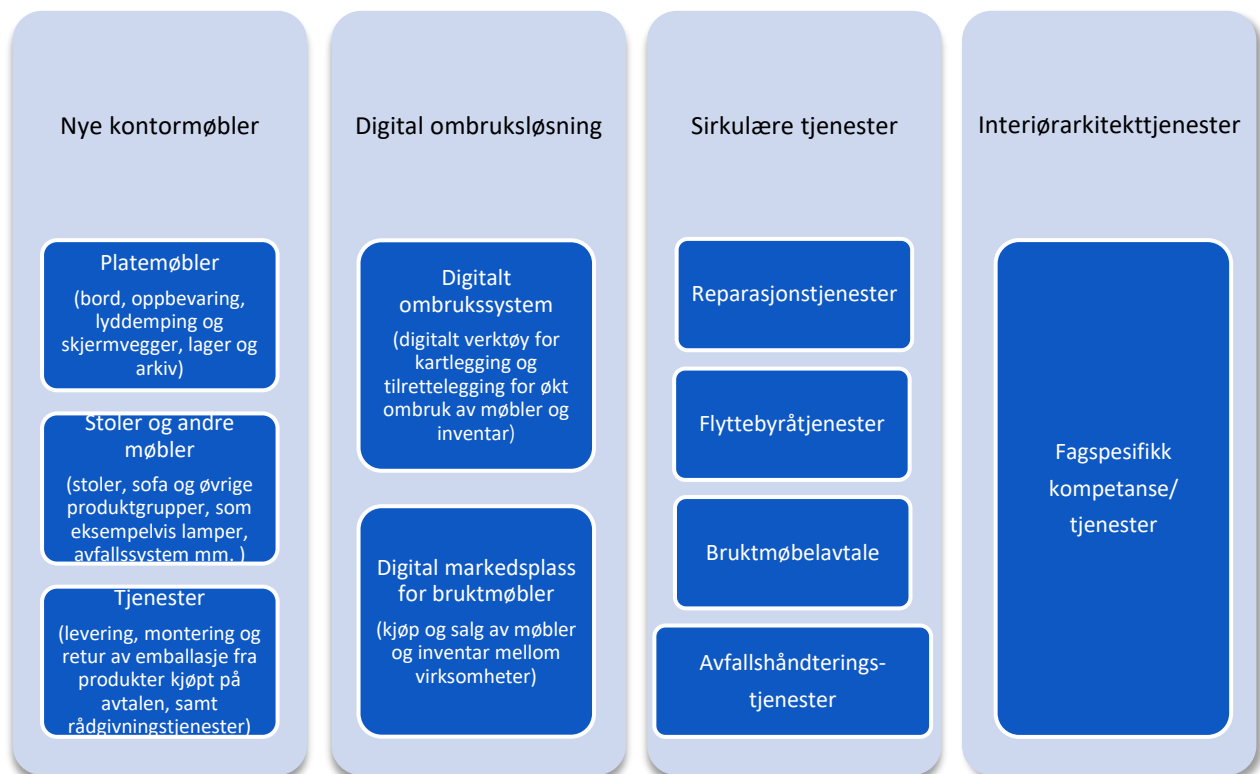 Nye kontormøbler
Platemøbler
(bord, oppbevaring,
lyddemping og
skjermvegger, lager og
arkiv)
Stoler og andre
møbler
(stoler, sofa og øvrige
produktgrupper, som
eksempelvis lamper,
avfallssystem mm. )
Tjenester
(levering, montering og
retur av emballasje fra
produkter kjøpt på
avtalen, samt
rådgivningstjenester)
Digital ombruksløsning
Digitalt
ombrukssystem
(digitalt verktøy for
kartlegging og
tilrettelegging for økt
ombruk av møbler og
inventar)
Digital markedsplass
for bruktmøbler
(kjøp og salg av møbler
og inventar mellom
virksomheter)
Sirkulære tjenester
Reparasjonstjenester
Flyttebyråtjenester
Bruktmøbelavtale
Avfallshåndterings-
tjenester
Interiørarkitekttjenester
Fagspesifikk
kompetanse/
tjenester